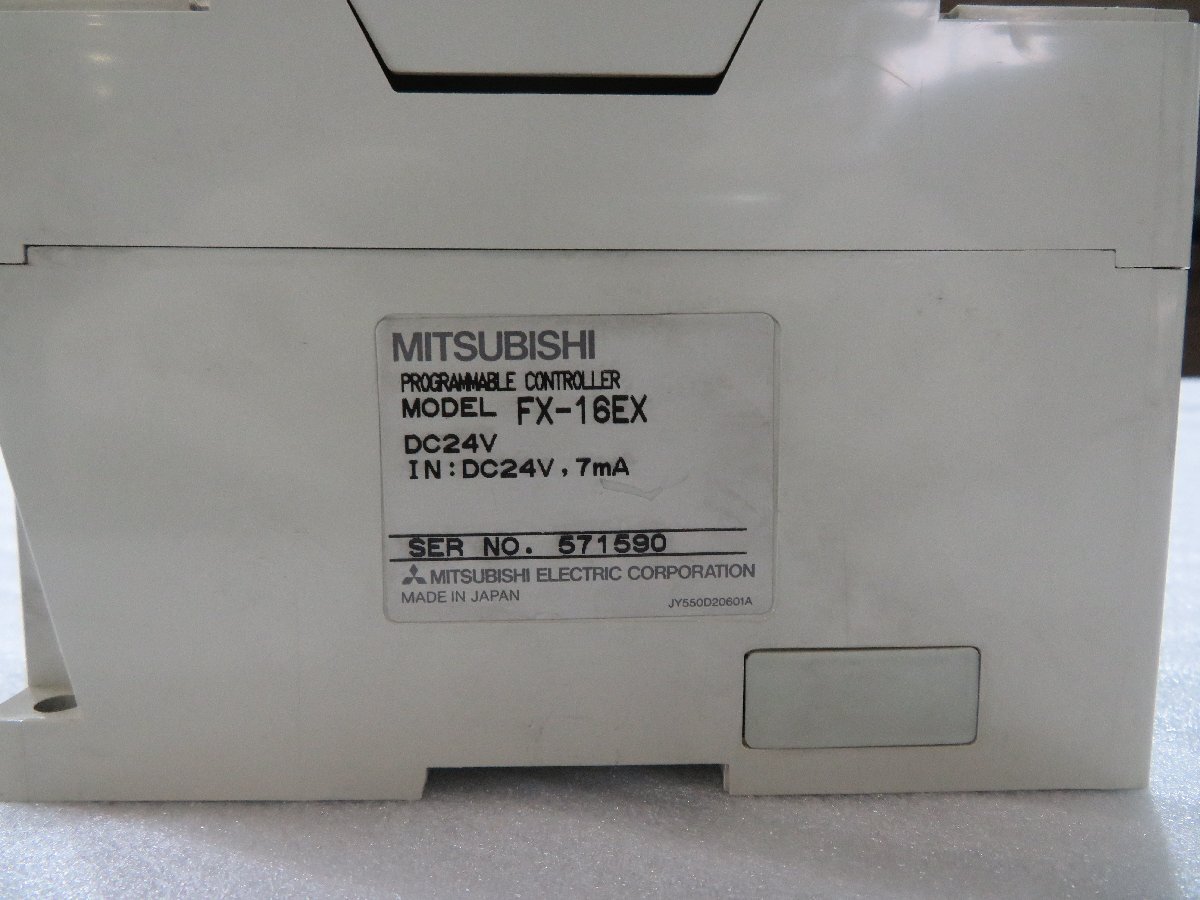 MITSUBISHI
PROGRAMMABLE CONTROLLER
MODEL FX-16EX
DC24V
IN:DC24V, 7mA
SER NO. 571590
MITSUBISHI ELECTRIC CORPORATION
MADE IN JAPAN JY550D20601A